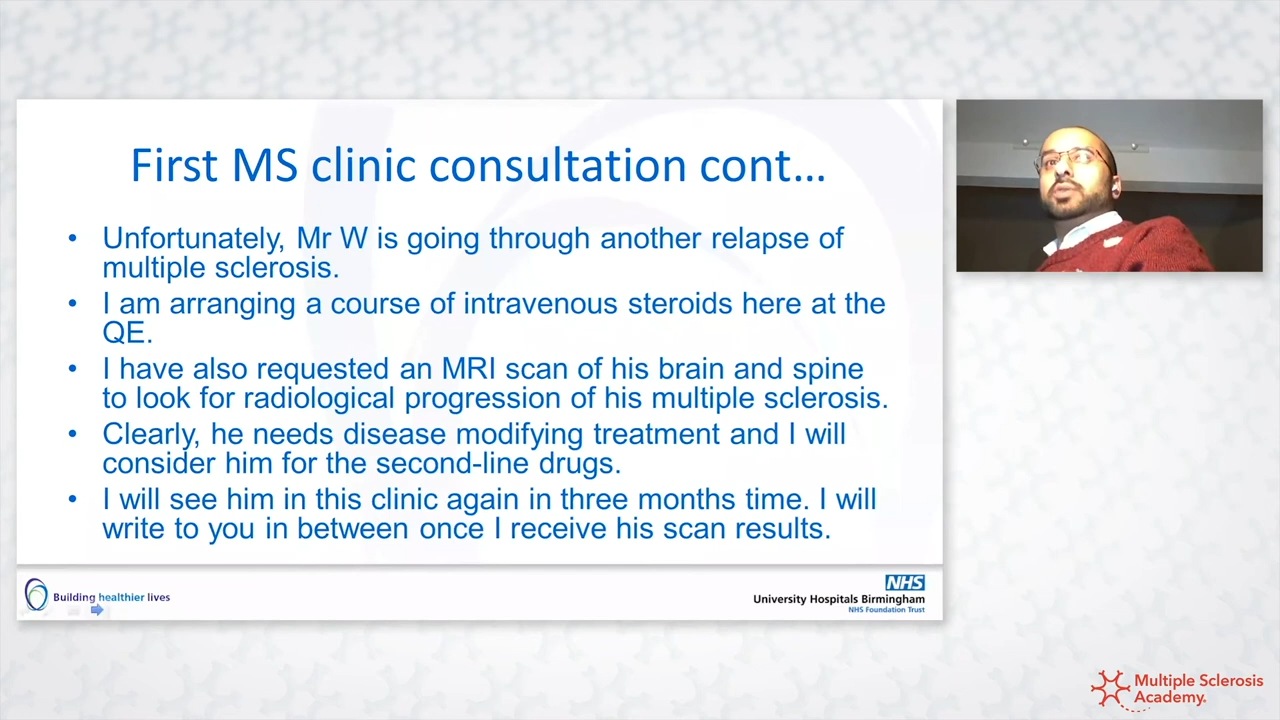 First MS clinic consultation cont…
• Unfortunately, Mr W is going through another relapse of
multiple sclerosis.
• I am arranging a course of intravenous steroids here at the
QE.
• I have also requested an MRI scan of his brain and spine
to look for radiological progression of his multiple sclerosis.
• Clearly, he needs disease modifying treatment and I will
consider him for the second-line drugs.
• I will see him in this clinic again in three months time. I will
write to you in between once I receive his scan results.
Building healthier lives
NHS
University Hospitals Birmingham
NHS Foundation Trust
Multiple Sclerosis
Academy.